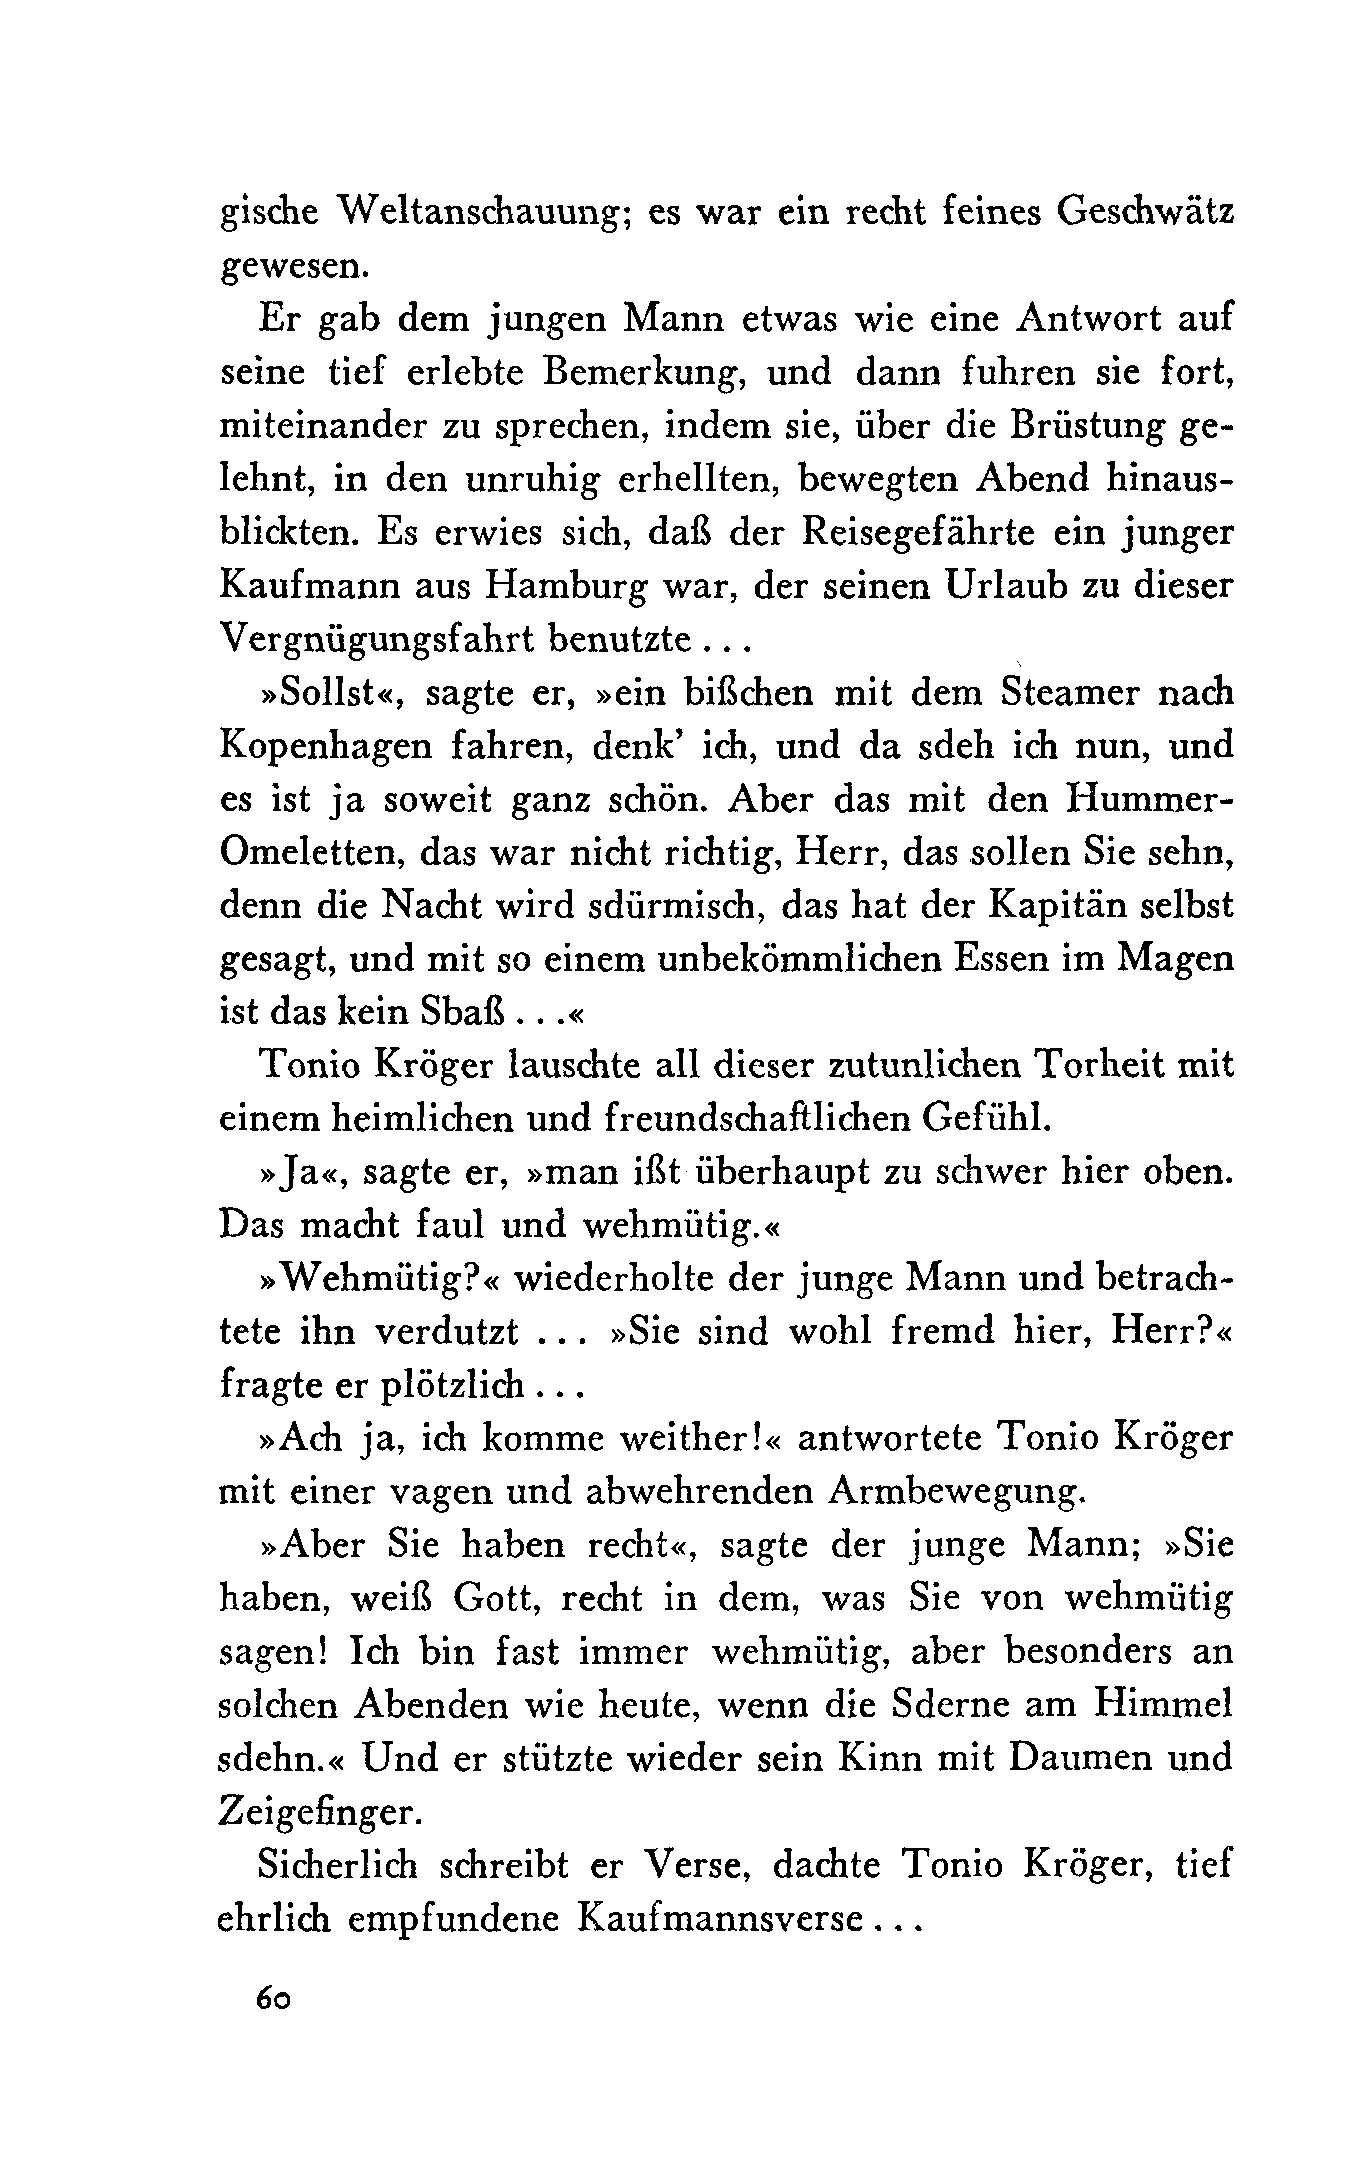 gische Weltanschauung; es war ein recht feines Geschwätz
gewesen.
Er gab dem jungen Mann etwas wie eine Antwort auf
seine tief erlebte Bemerkung, und dann fuhren sie fort,
miteinander zu sprechen, indem sie, über die Brüstung ge-
lehnt, in den unruhig erhellten, bewegten Abend hinaus-
blickten. Es erwies sich, daß der Reisegefährte ein junger
Kaufmann aus Hamburg war, der seinen Urlaub zu dieser
Vergnügungsfahrt benutzte . . .
»Sollst«, sagte er, »ein bißchen mit dem Steamer nach
Kopenhagen fahren, denk’ ich, und da sdeh ich nun, und
es ist ja soweit ganz schön. Aber das mit den Hummer-
Omeletten, das war nicht richtig, Herr, das sollen Sie sehn,
denn die Nacht wird sdürmisch, das hat der Kapitän selbst
gesagt, und mit so einem unbekömmlichen Essen im Magen
ist das kein Sbaß . . .«
Tonio Kröger lauschte all dieser zutunlichen Torheit mit
einem heimlichen und freundschaftlichen Gefühl.
»Ja«, sagte er, »man ißt überhaupt zu schwer hier oben.
Das macht faul und wehmütig.«
»Wehmütig?« wiederholte der junge Mann und betrach-
tete ihn verdutzt . . . »Sie sind wohl fremd hier, Herr?«
fragte er plötzlich . . .
»Ach ja, ich komme weither!« antwortete Tonio Kröger
mit einer vagen und abwehrenden Armbewegung.
»Aber Sie haben recht«, sagte der junge Mann; »Sie
haben, weiß Gott, recht in dem, was Sie von wehmütig
sagen! Ich bin fast immer wehmütig, aber besonders an
solchen Abenden wie heute, wenn die Sderne am Himmel
sdehn.« Und er stützte wieder sein Kinn mit Daumen und
Zeigefinger.
Sicherlich schreibt er Verse, dachte Tonio Kröger, tief
ehrlich empfundene Kaufmannsverse . . .
60